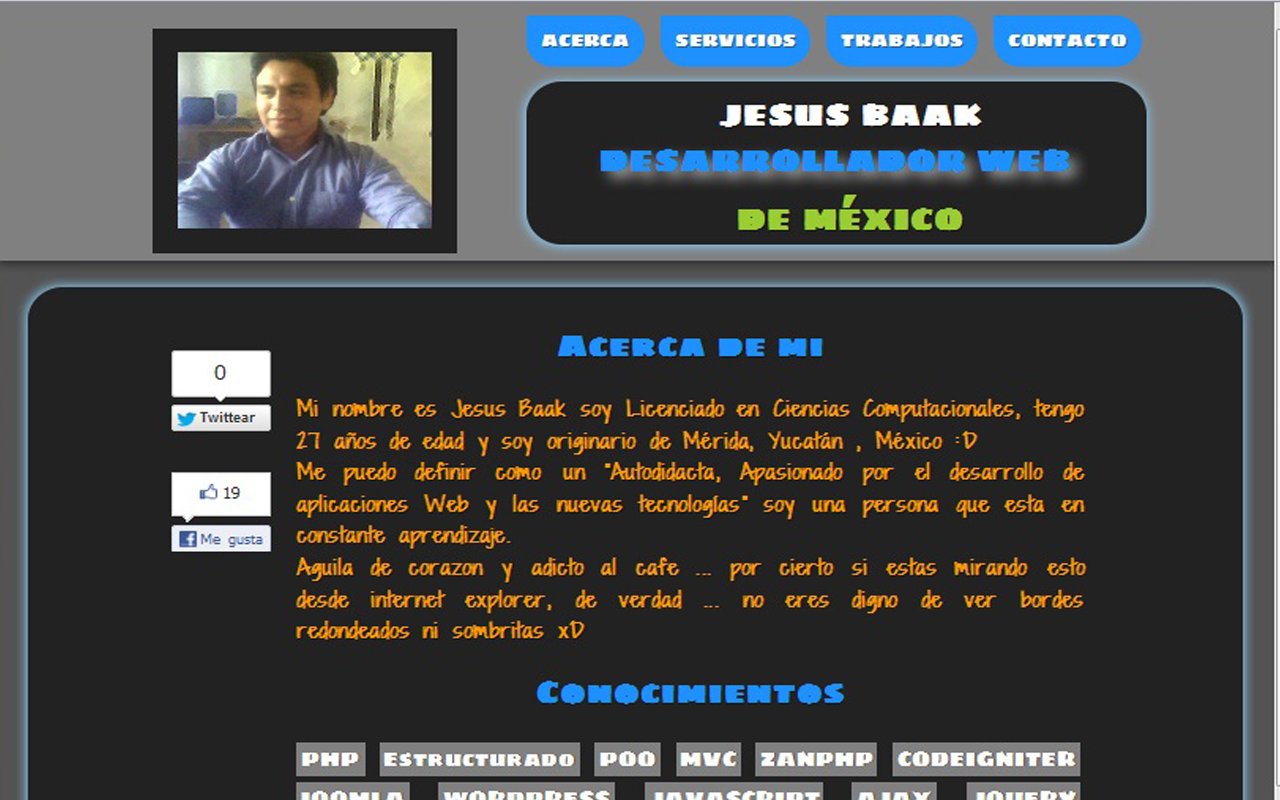 ACERCA SERVICIOS TRABAJOS CONTACTO
JESUS BAAK
DESARROLLADOR WEB
DE MÉXICO
Acerca de mi
0
Twittear
19
Me gusta
Mi nombre es Jesus Baak soy Licenciado en Ciencias Computacionales, tengo
27 años de edad y soy originario de Mérida, Yucatán , México :D
Me puedo definir como un "Autodidacta, Apasionado por el desarrollo de
aplicaciones Web y las nuevas tecnologías" soy una persona que esta en
constante aprendizaje.
Aguila de corazon y adicto al cafe ... por cierto si estas mirando esto
desde internet explorer, de verdad ... no eres digno de ver bordes
redondeados ni sombritas xD
Conocimientos
PHP Estructurado POO MVC ZANPHP CODEIGNITER
JOOMLA WORDPRESS JAVASCRIPT AJAX JQUERY